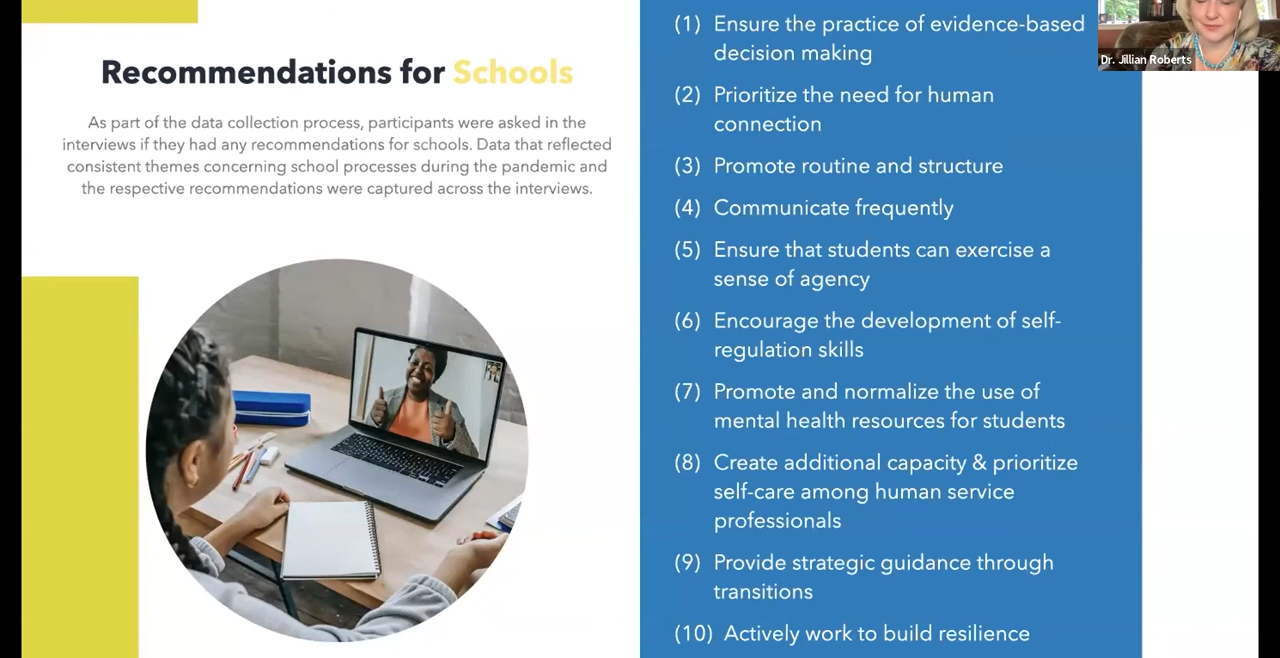 Recommendations for Schools
As part of the data collection process, participants were asked in the
interviews if they had any recommendations for schools. Data that reflected
consistent themes concerning school processes during the pandemic and
the respective recommendations were captured across the interviews.
(1) Ensure the practice of evidence-based
decision making
(2) Prioritize the need for human
connection
(3) Promote routine and structure
(4) Communicate frequently
(5) Ensure that students can exercise a
sense of agency
(6) Encourage the development of self-
regulation skills
(7) Promote and normalize the use of
mental health resources for students
(8) Create additional capacity & prioritize
self-care among human service
professionals
(9) Provide strategic guidance through
transitions
(10) Actively work to build resilience
Dr. Jillian Roberts